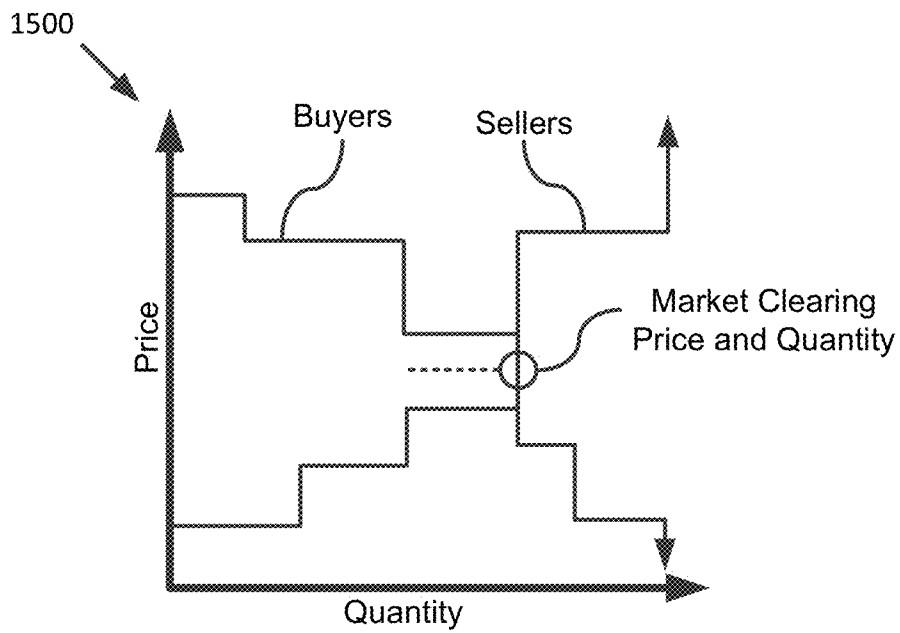 1500
Buyers
Sellers
Market Clearing
Price and Quantity
Price
Quantity